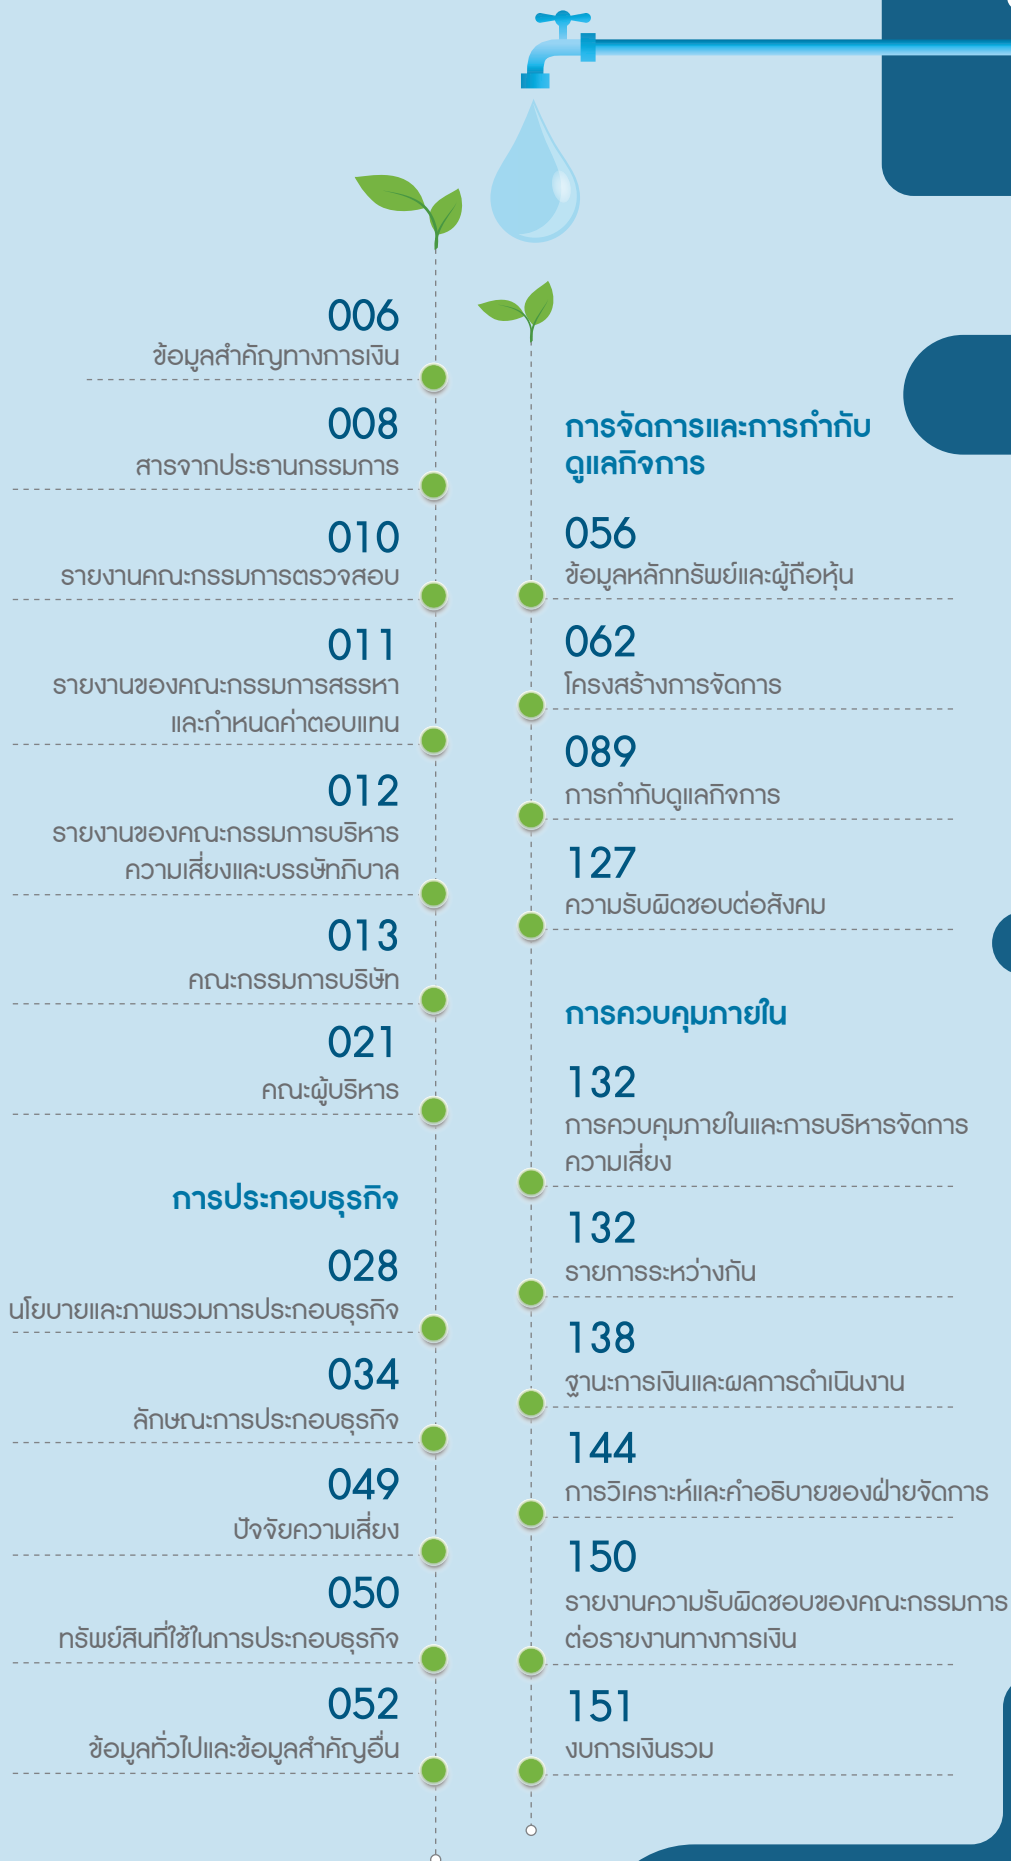 006
ข้อมูลสำคัญทางการเงิน
008
สารจากประธานกรรมการ
010
รายงานคณะกรรมการตรวจสอบ
011
รายงานของคณะกรรมการสรรหา
และกำหนดค่าตอบแทน
012
รายงานของคณะกรรมการบริหาร
ความเสี่ยงและบรรษัทภิบาล
013
คณะกรรมการบริษัท
021
คณะผู้บริหาร
การประกอบธุรกิจ
028
นโยบายและภาพรวมการประกอบธุรกิจ
034
ลักษณะการประกอบธุรกิจ
049
ปัจจัยความเสี่ยง
050
ทรัพย์สินที่ใช้ในการประกอบธุรกิจ
052
ข้อมูลทั่วไปและข้อมูลสำคัญอื่น
การจัดการและการกำกับ
ดูแลกิจการ
056
ข้อมูลหลักทรัพย์และผู้ถือหุ้น
062
โครงสร้างการจัดการ
089
การกำกับดูแลกิจการ
127
ความรับผิดชอบต่อสังคม
การควบคุมภายใน
132
การควบคุมภายในและการบริหารจัดการ
ความเสี่ยง
132
รายการระหว่างกัน
138
ฐานะการเงินและผลการดำเนินงาน
144
การวิเคราะห์และคำอธิบายของฝ่ายจัดการ
150
รายงานความรับผิดชอบของคณะกรรมการ
ต่อรายงานทางการเงิน
151
งบการเงินรวม